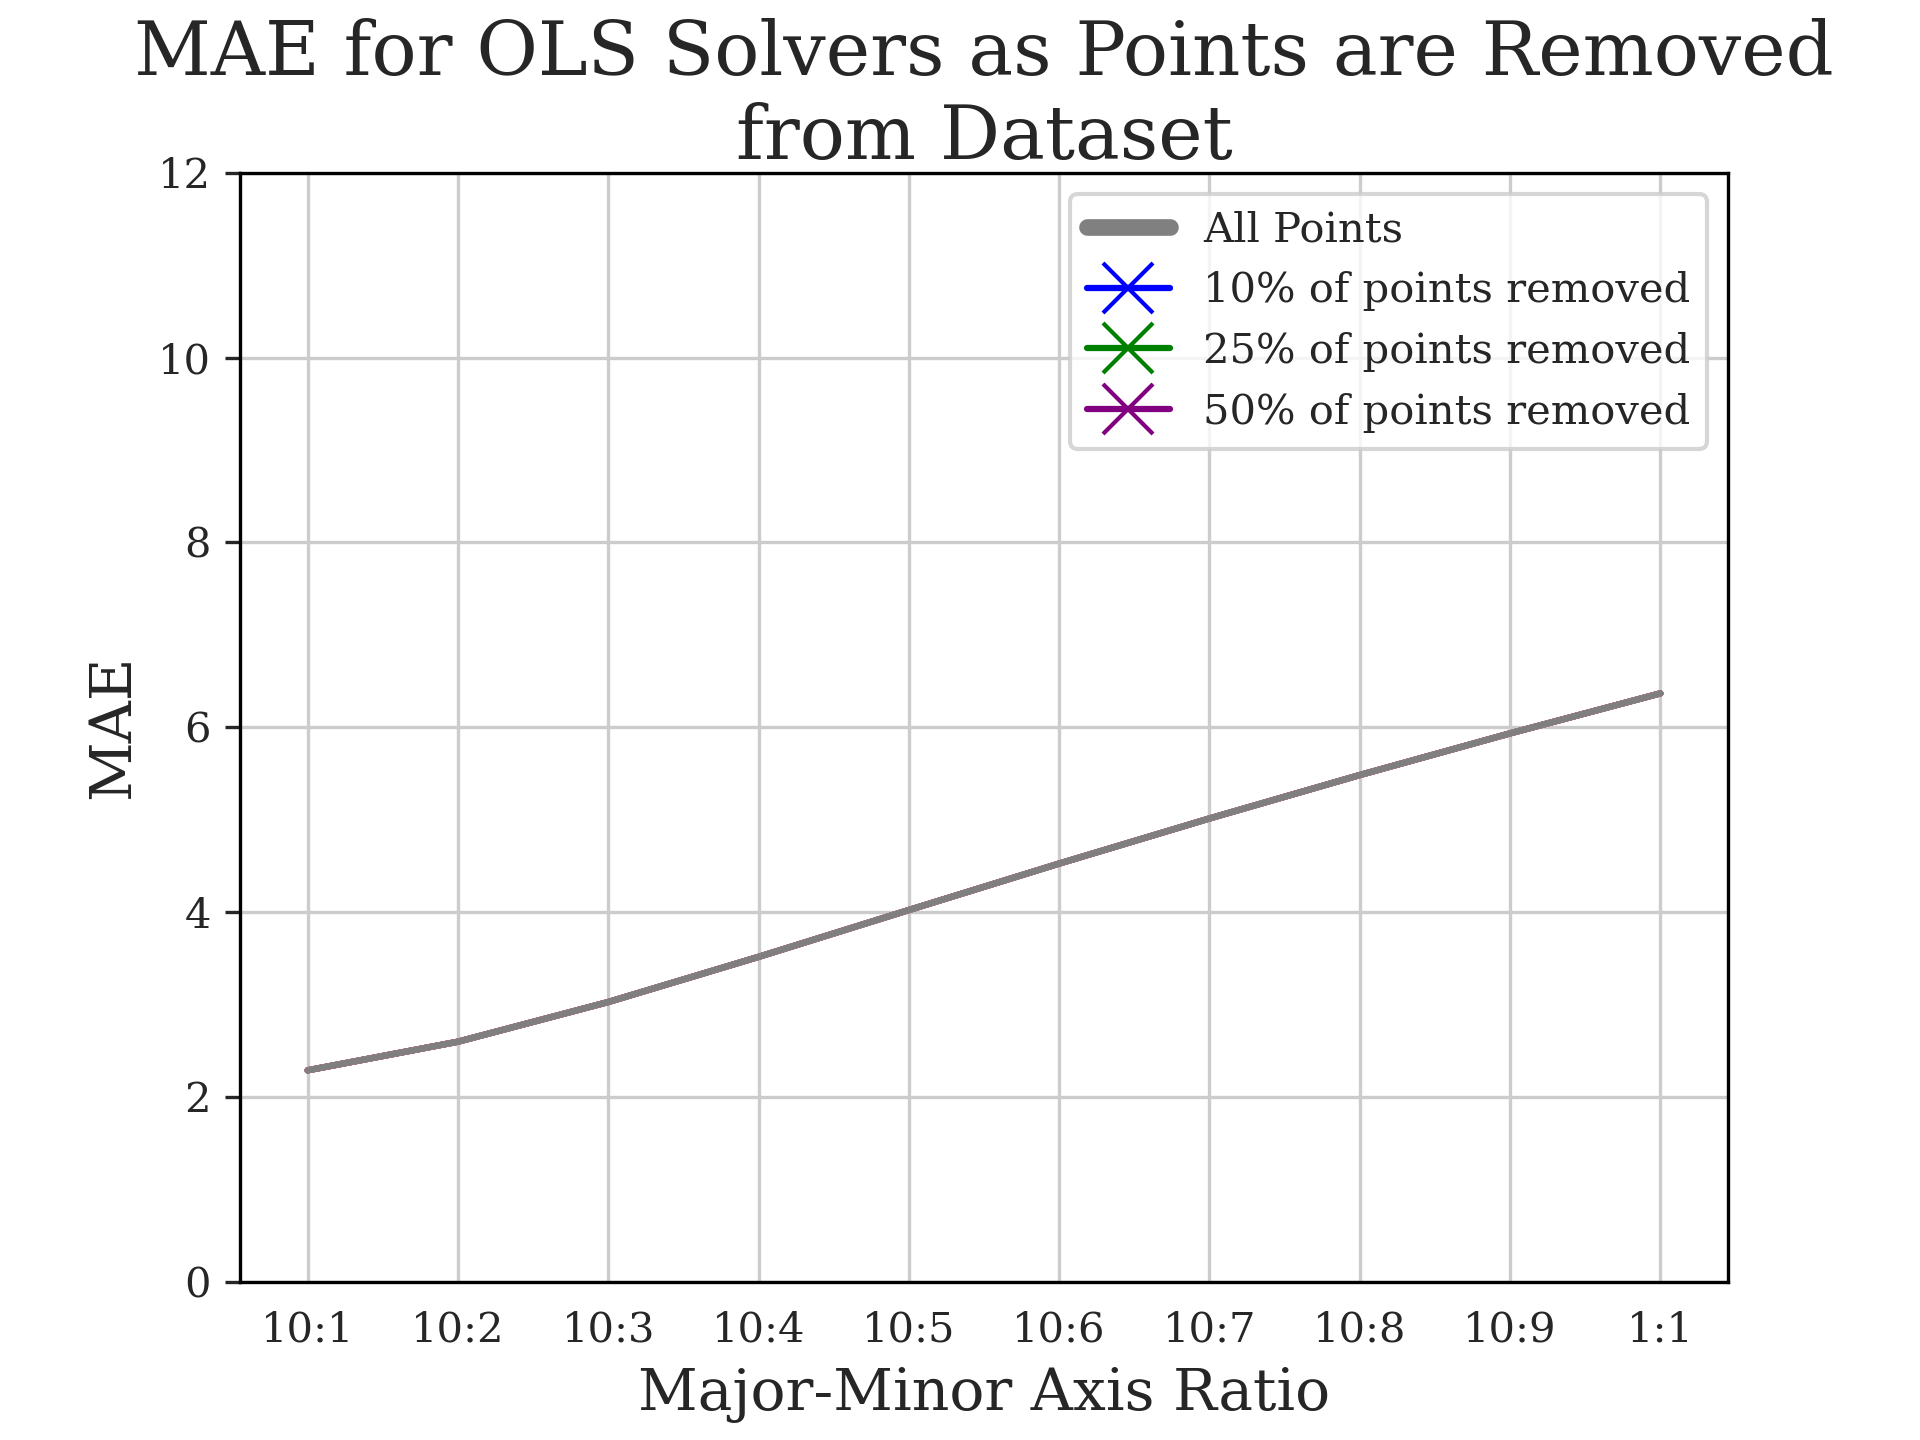 MAE for OLS Solvers as Points are Removed
from Dataset
12
10
8
6
4
2
0
MAE
All Points
10% of points removed
25% of points removed
50% of points removed
10:1 10:2 10:3 10:4 10:5 10:6 10:7 10:8 10:9 1:1
Major-Minor Axis Ratio